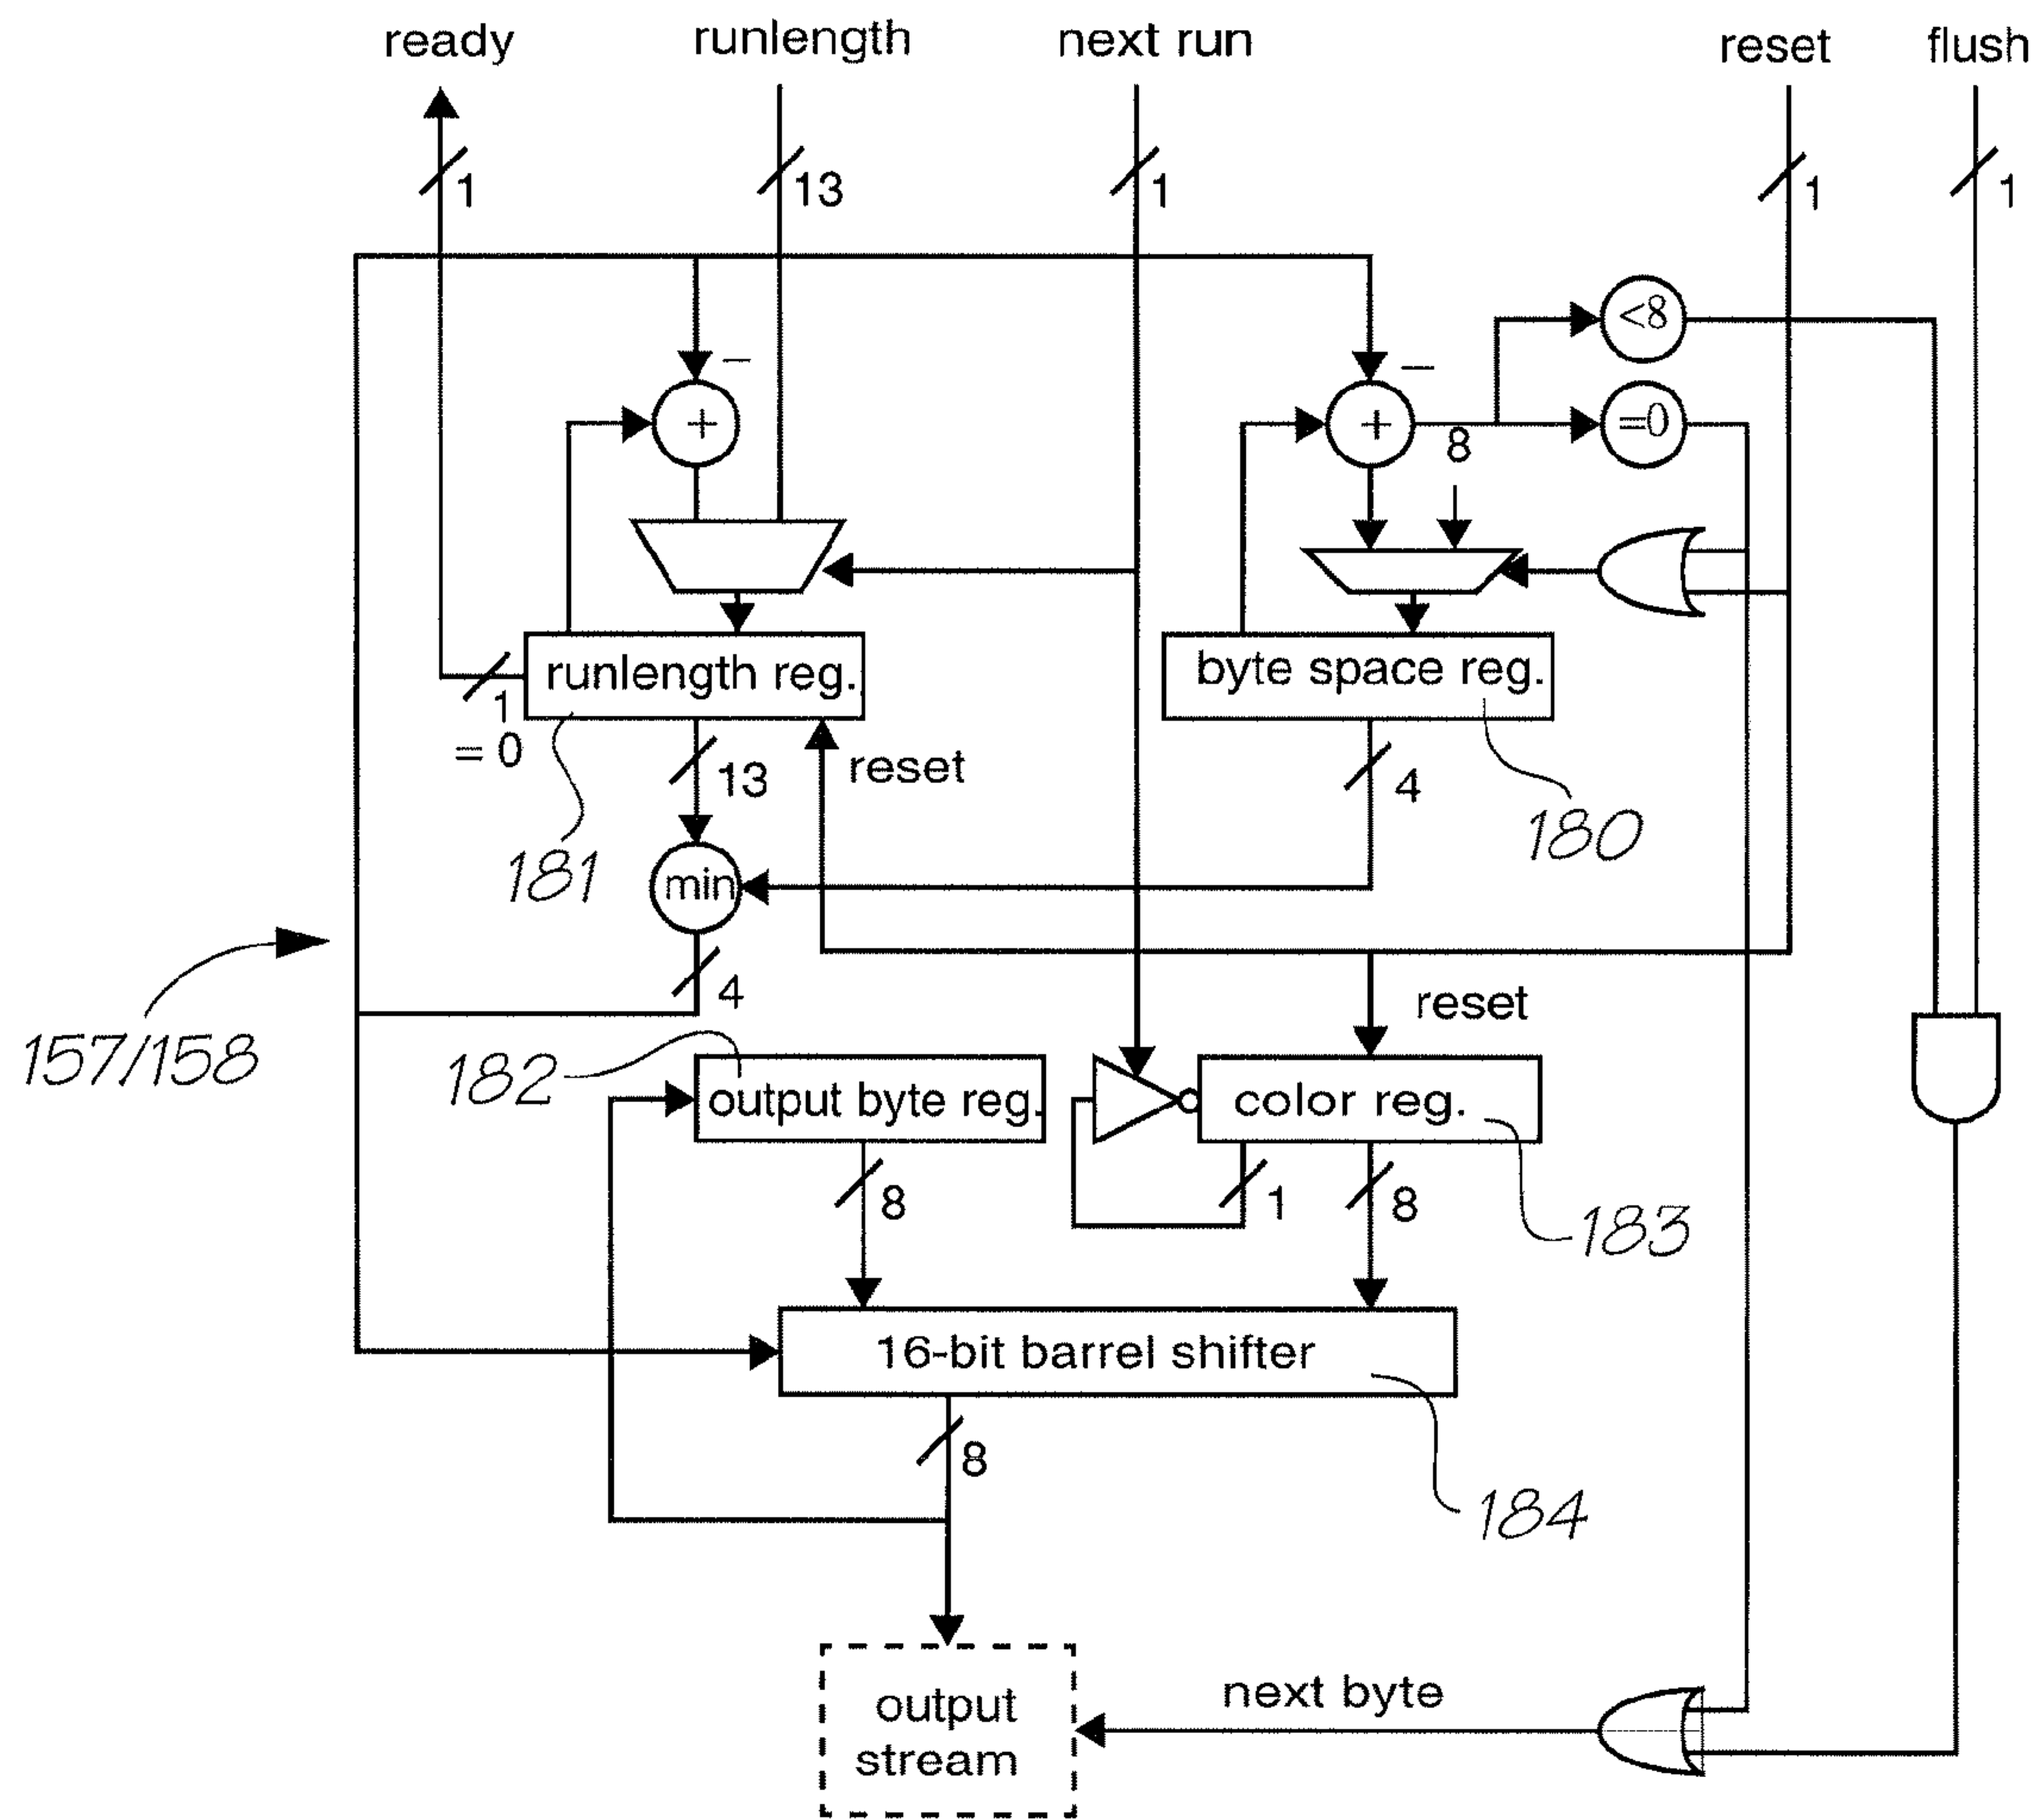 ready
runlength
next run
reset
flush
1
13
1
1
1
<8
−
−
+
+
=0
8
runlength reg.
byte space reg.
1
= 0
13
reset
4
181
180
min
4
reset
157/158
182
output byte reg.
color reg.
8
1
8
183
16-bit barrel shifter
8
184
next byte
output
stream